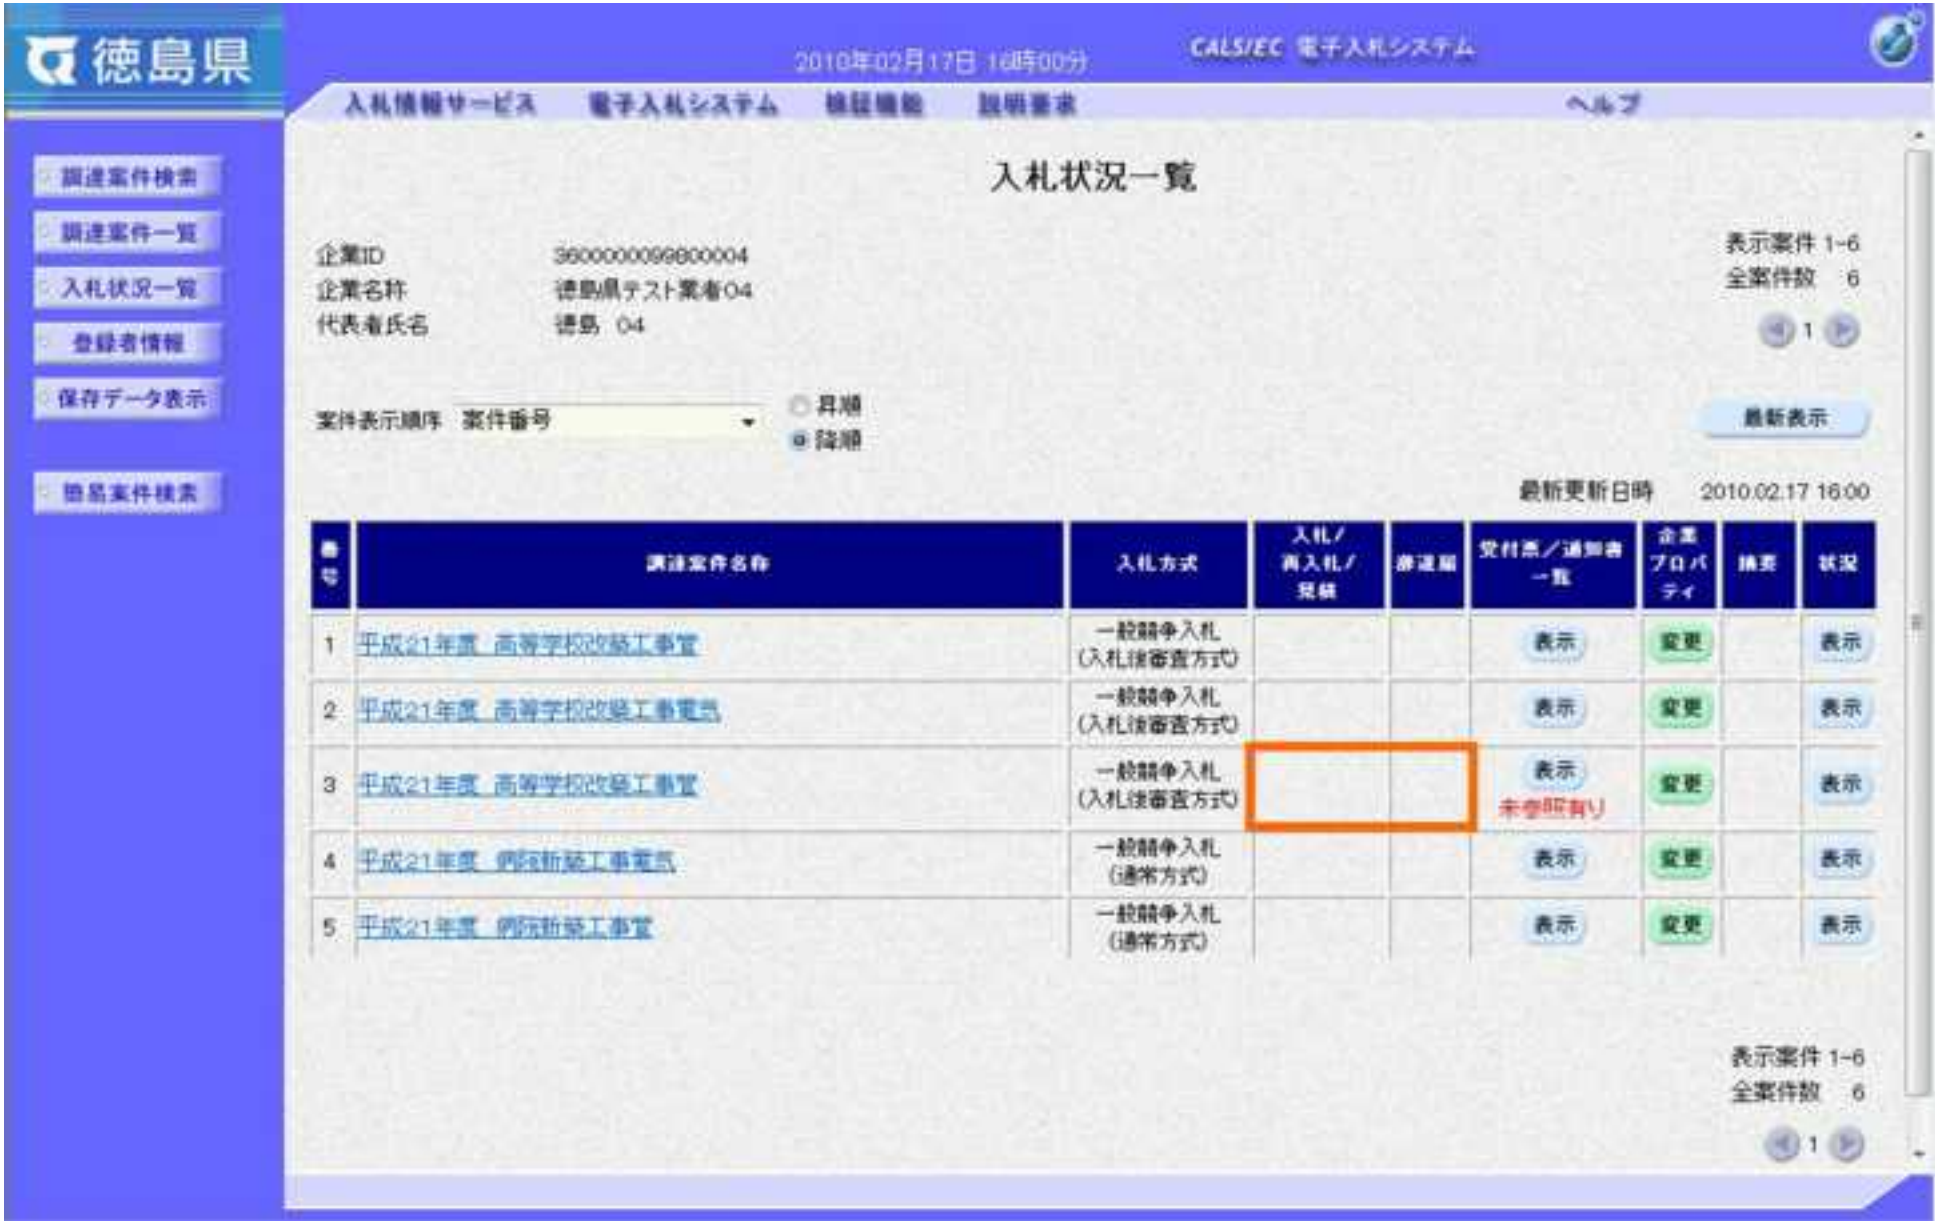 徳島県
2010年02月17日 16時00分
CALS/EC 電子入札システム
入札情報サービス 電子入札システム 検証機能 説明要求 ヘルプ
調達案件検索
調達案件一覧
入札状況一覧
登録者情報
保存データ表示
簡易案件検索
入札状況一覧
企業ID 3600000099800004
企業名称 徳島県テスト業者04
代表者氏名 徳島 04
表示案件 1-6
全案件数 6
1
案件表示順序 案件番号
昇順
降順
最新表示
最新更新日時 2010.02.17 16:00
番号 調達案件名称 入札方式 入札/再入札/見積 辞退届 受付票/通知書一覧 企業プロパティ 摘要 状況
1 平成21年度 高等学校改築工事管 一般競争入札(入札後審査方式) 表示 変更 表示
2 平成21年度 高等学校改築工事電気 一般競争入札(入札後審査方式) 表示 変更 表示
3 平成21年度 高等学校改築工事管 一般競争入札(入札後審査方式) 表示 未参照有り 変更 表示
4 平成21年度 病院新築工事電気 一般競争入札(通常方式) 表示 変更 表示
5 平成21年度 病院新築工事管 一般競争入札(通常方式) 表示 変更 表示
表示案件 1-6
全案件数 6
1